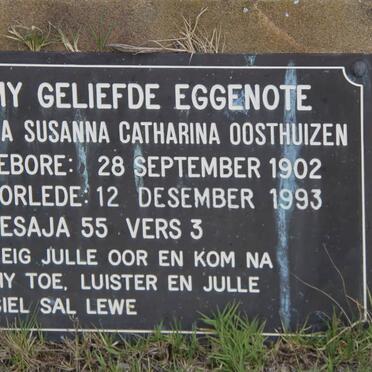 MY GELIEFDE EGGENOTE
A SUSANNA CATHARINA OOSTHUIZEN
EBORE: 28 SEPTEMBER 1902
ORLEDE: 12 DESEMBER 1993
ESAJA 55 VERS 3
EIG JULLE OOR EN KOM NA
MY TOE, LUISTER EN JULLE
SIEL SAL LEWE